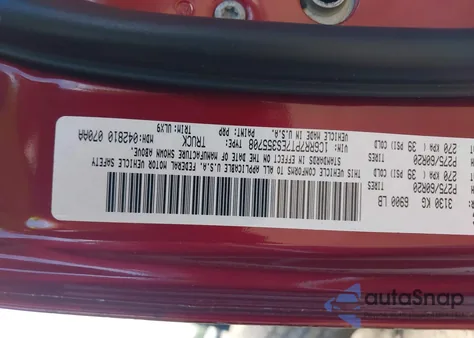 3130 KG 6900 LB
P275/60R20 TIRES P275/60R20
270 KPA( 39 PSI) COLD 270 KPA( 39 PSI) COLD
THIS VEHICLE CONFORMS TO ALL APPLICABLE U.S.A. FEDERAL MOTOR VEHICLE SAFETY
STANDARDS IN EFFECT ON THE DATE OF MANUFACTURE SHOWN ABOVE.
VIN: 1C6RR7PT7ES355708 TYPE: TRUCK MDH:042810 070AA
VEHICLE MADE IN U.S.A. PAINT: PRP TRIM: ULX9
autoSnap